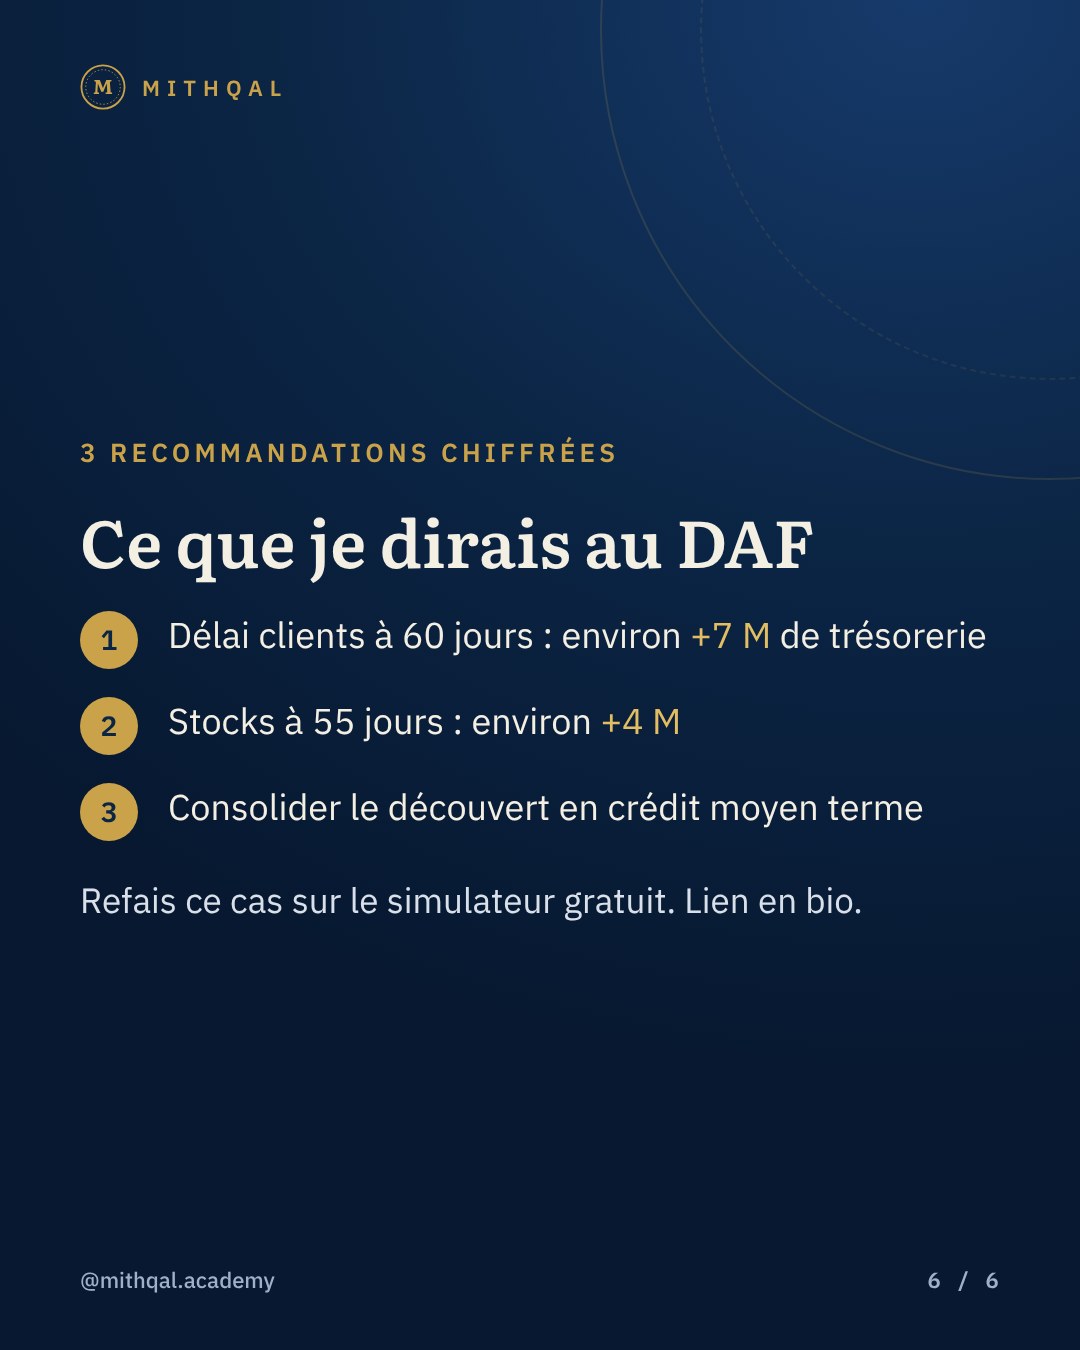 M MITHQAL
3 RECOMMANDATIONS CHIFFRÉES
Ce que je dirais au DAF
1 Délai clients à 60 jours : environ +7 M de trésorerie
2 Stocks à 55 jours : environ +4 M
3 Consolider le découvert en crédit moyen terme
Refais ce cas sur le simulateur gratuit. Lien en bio.
@mithqal.academy 6 / 6